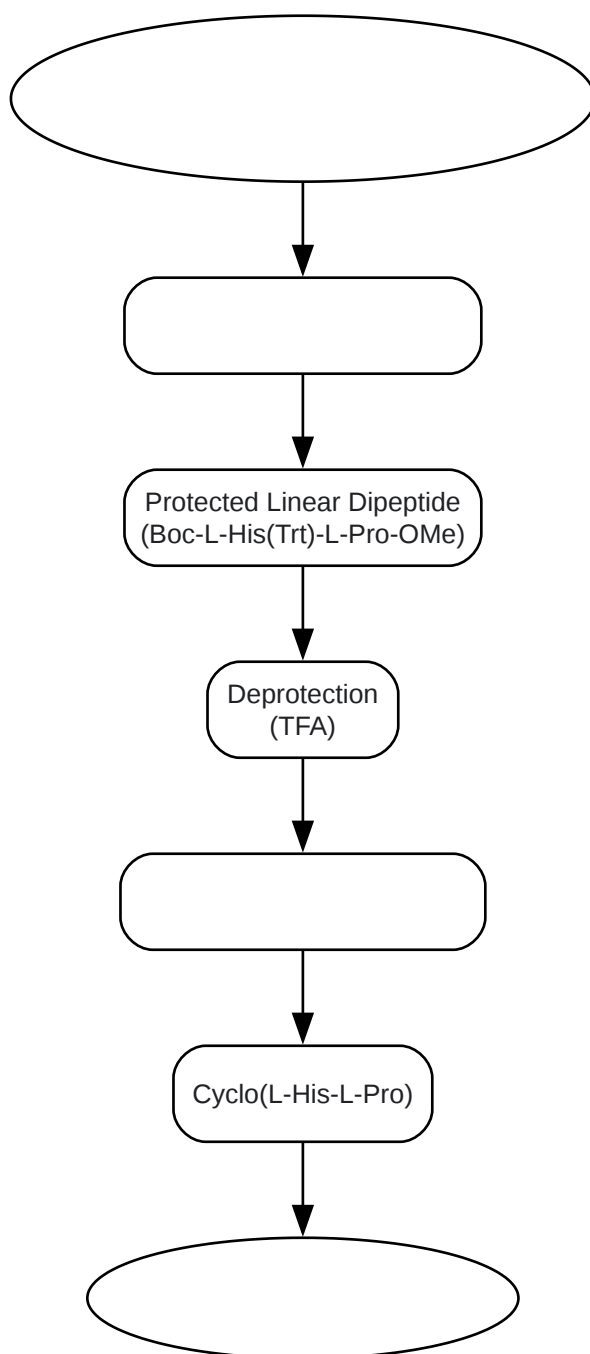 Protected Linear Dipeptide
(Boc-L-His(Trt)-L-Pro-OMe)
Deprotection
(TFA)
Cyclo(L-His-L-Pro)